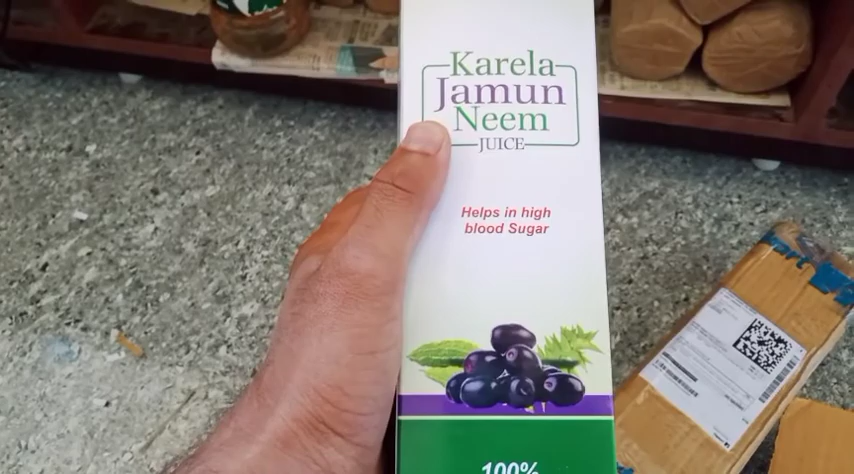 Karela
Jamun
Neem
JUICE
Helps in high
blood Sugar
100%